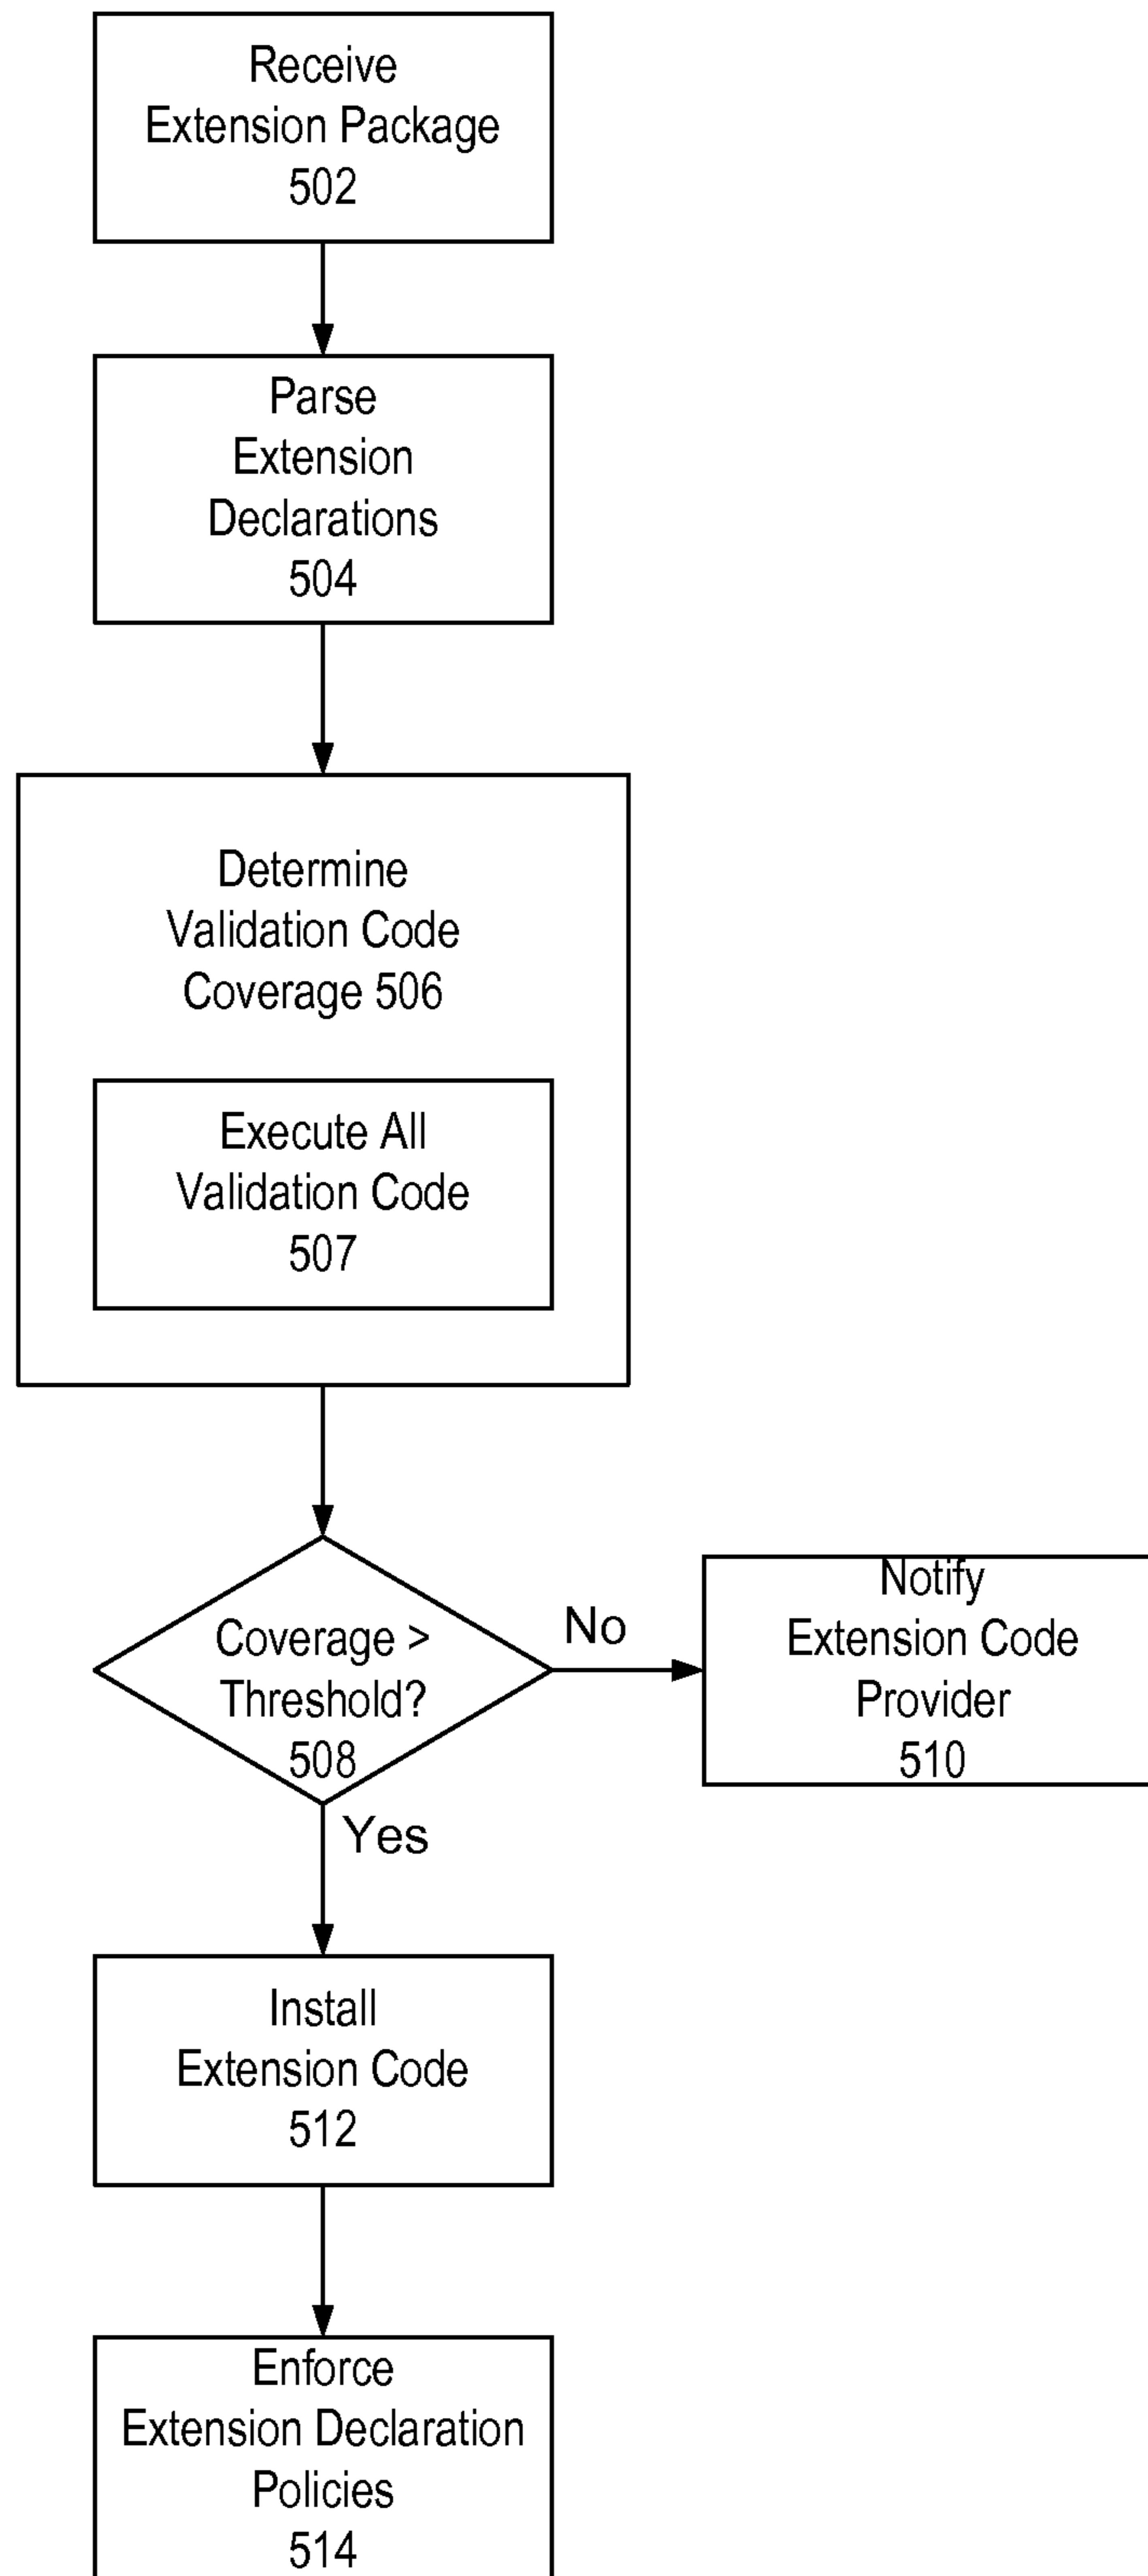 Receive
Extension Package
502
Parse
Extension
Declarations
504
Determine
Validation Code
Coverage 506
Execute All
Validation Code
507
Coverage >
Threshold?
508
No
Notify
Extension Code
Provider
510
Yes
Install
Extension Code
512
Enforce
Extension Declaration
Policies
514